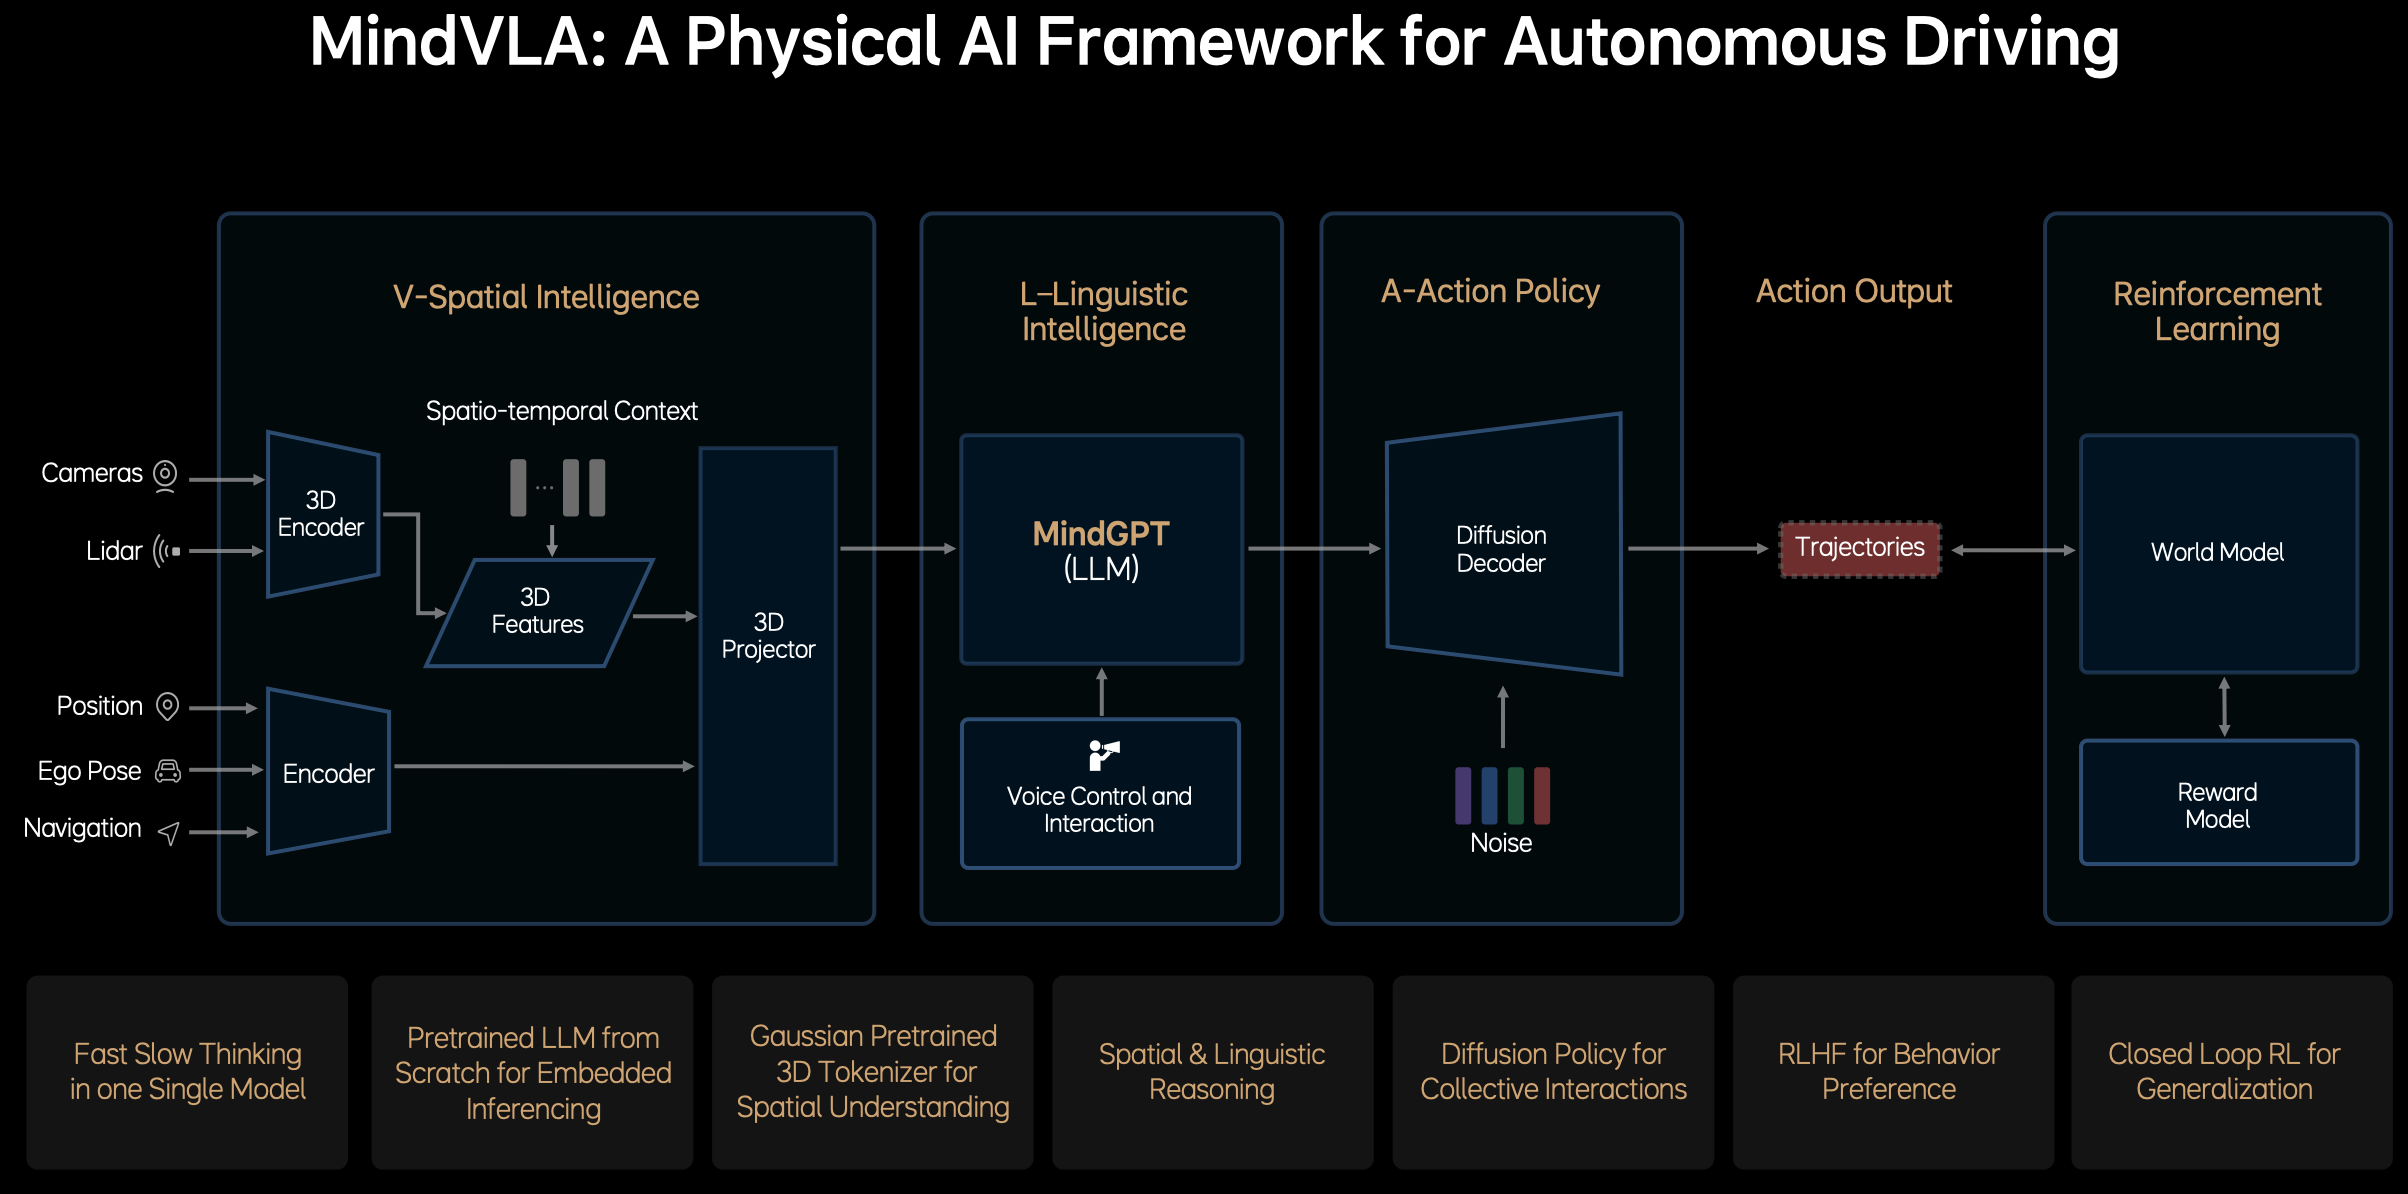 MindVLA: A Physical AI Framework for Autonomous Driving
V-Spatial Intelligence
Spatio-temporal Context
...
Cameras
Lidar
3D
Encoder
3D
Features
3D
Projector
Position
Ego Pose
Navigation
Encoder
L-Linguistic
Intelligence
MindGPT
(LLM)
Voice Control and
Interaction
A-Action Policy
Diffusion
Decoder
Noise
Action Output
Trajectories
Reinforcement
Learning
World Model
Reward
Model
Fast Slow Thinking
in one Single Model
Pretrained LLM from
Scratch for Embedded
Inferencing
Gaussian Pretrained
3D Tokenizer for
Spatial Understanding
Spatial & Linguistic
Reasoning
Diffusion Policy for
Collective Interactions
RLHF for Behavior
Preference
Closed Loop RL for
Generalization